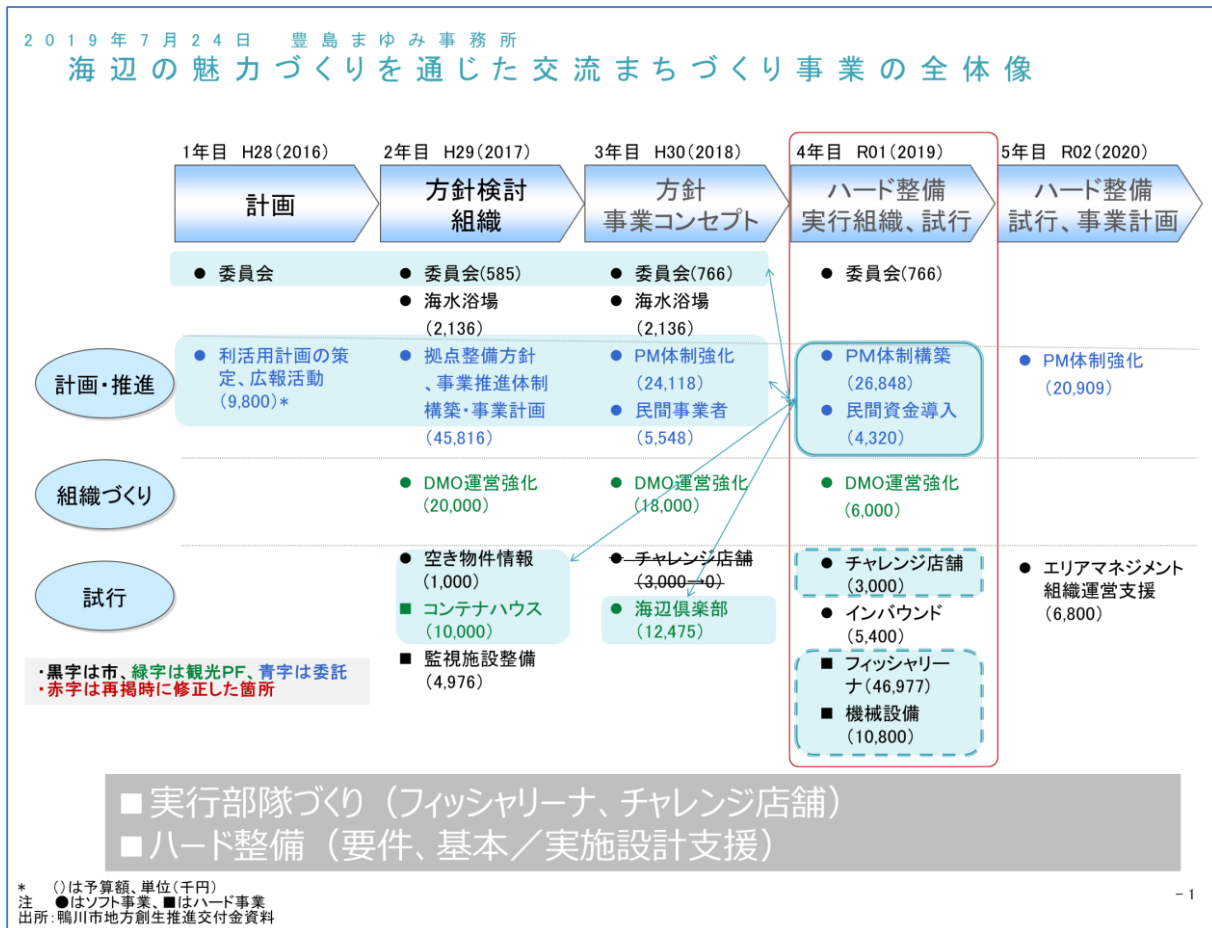 2019年7月24日　豊島まゆみ事務所
海辺の魅力づくりを通じた交流まちづくり事業の全体像
1年目 H28(2016)
計画
2年目 H29(2017)
方針検討
組織
3年目 H30(2018)
方針
事業コンセプト
4年目 R01(2019)
ハード整備
実行組織、試行
5年目 R02(2020)
ハード整備
試行、事業計画
● 委員会
● 委員会(585)
● 海水浴場
(2,136)
● 委員会(766)
● 海水浴場
(2,136)
● 委員会(766)
計画・推進
● 利活用計画の策
定、広報活動
(9,800)*
● 拠点整備方針
、事業推進体制
構築・事業計画
(45,816)
● PM体制強化
(24,118)
● 民間事業者
(5,548)
● PM体制構築
(26,848)
● 民間資金導入
(4,320)
● PM体制強化
(20,909)
組織づくり
● DMO運営強化
(20,000)
● DMO運営強化
(18,000)
● DMO運営強化
(6,000)
試行
● 空き物件情報
(1,000)
■ コンテナハウス
(10,000)
■ 監視施設整備
(4,976)
● チャレンジ店舗
(3,000→0)
● 海辺倶楽部
(12,475)
● チャレンジ店舗
(3,000)
● インバウンド
(5,400)
■ フィッシャリー
ナ(46,977)
■ 機械設備
(10,800)
● エリアマネジメント
組織運営支援
(6,800)
・黒字は市、緑字は観光PF、青字は委託
・赤字は再掲時に修正した箇所
■実行部隊づくり（フィッシャリーナ、チャレンジ店舗）
■ハード整備（要件、基本／実施設計支援）
* ()は予算額、単位(千円)
注 ●はソフト事業、■はハード事業
出所:鴨川市地方創生推進交付金資料
- 1